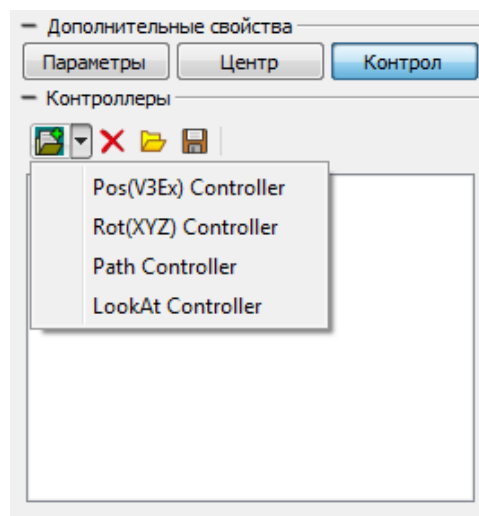 Дополнительные свойства
Параметры Центр Контрол
Контроллеры
Pos(V3Ex) Controller
Rot(XYZ) Controller
Path Controller
LookAt Controller